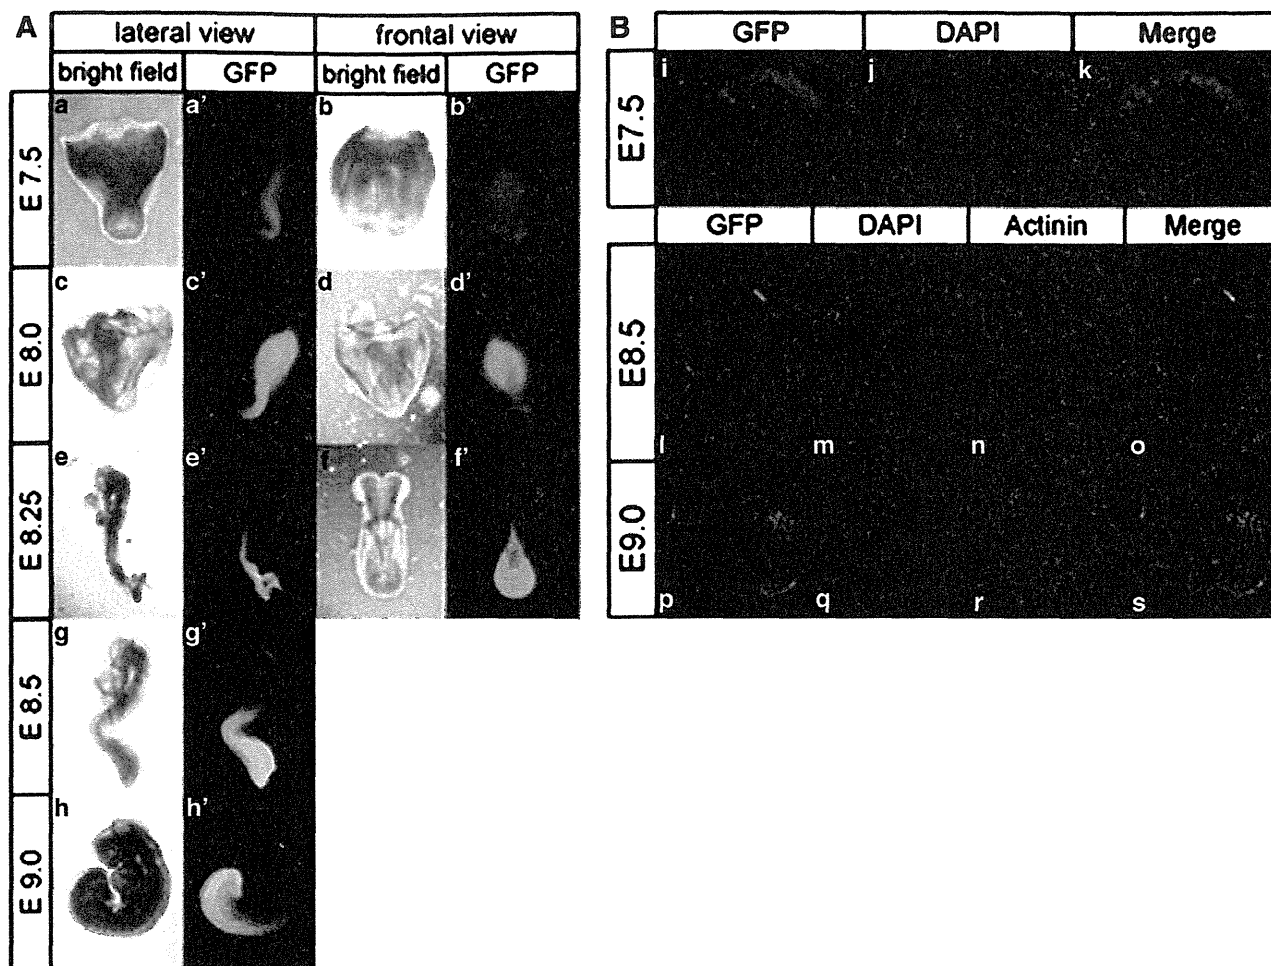 A
lateral view frontal view
bright field GFP bright field GFP
E 7.5
a a' b b'
E 8.0
c c' d d'
E 8.25
e e' f f'
E 8.5
g g'
E 9.0
h h'
B
GFP DAPI Merge
E7.5
i j k
GFP DAPI Actinin Merge
E8.5
l m n o
E9.0
p q r s